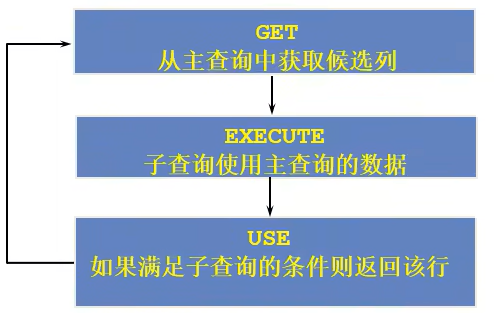 GET
从主查询中获取候选列
EXECUTE
子查询使用主查询的数据
USE
如果满足子查询的条件则返回该行